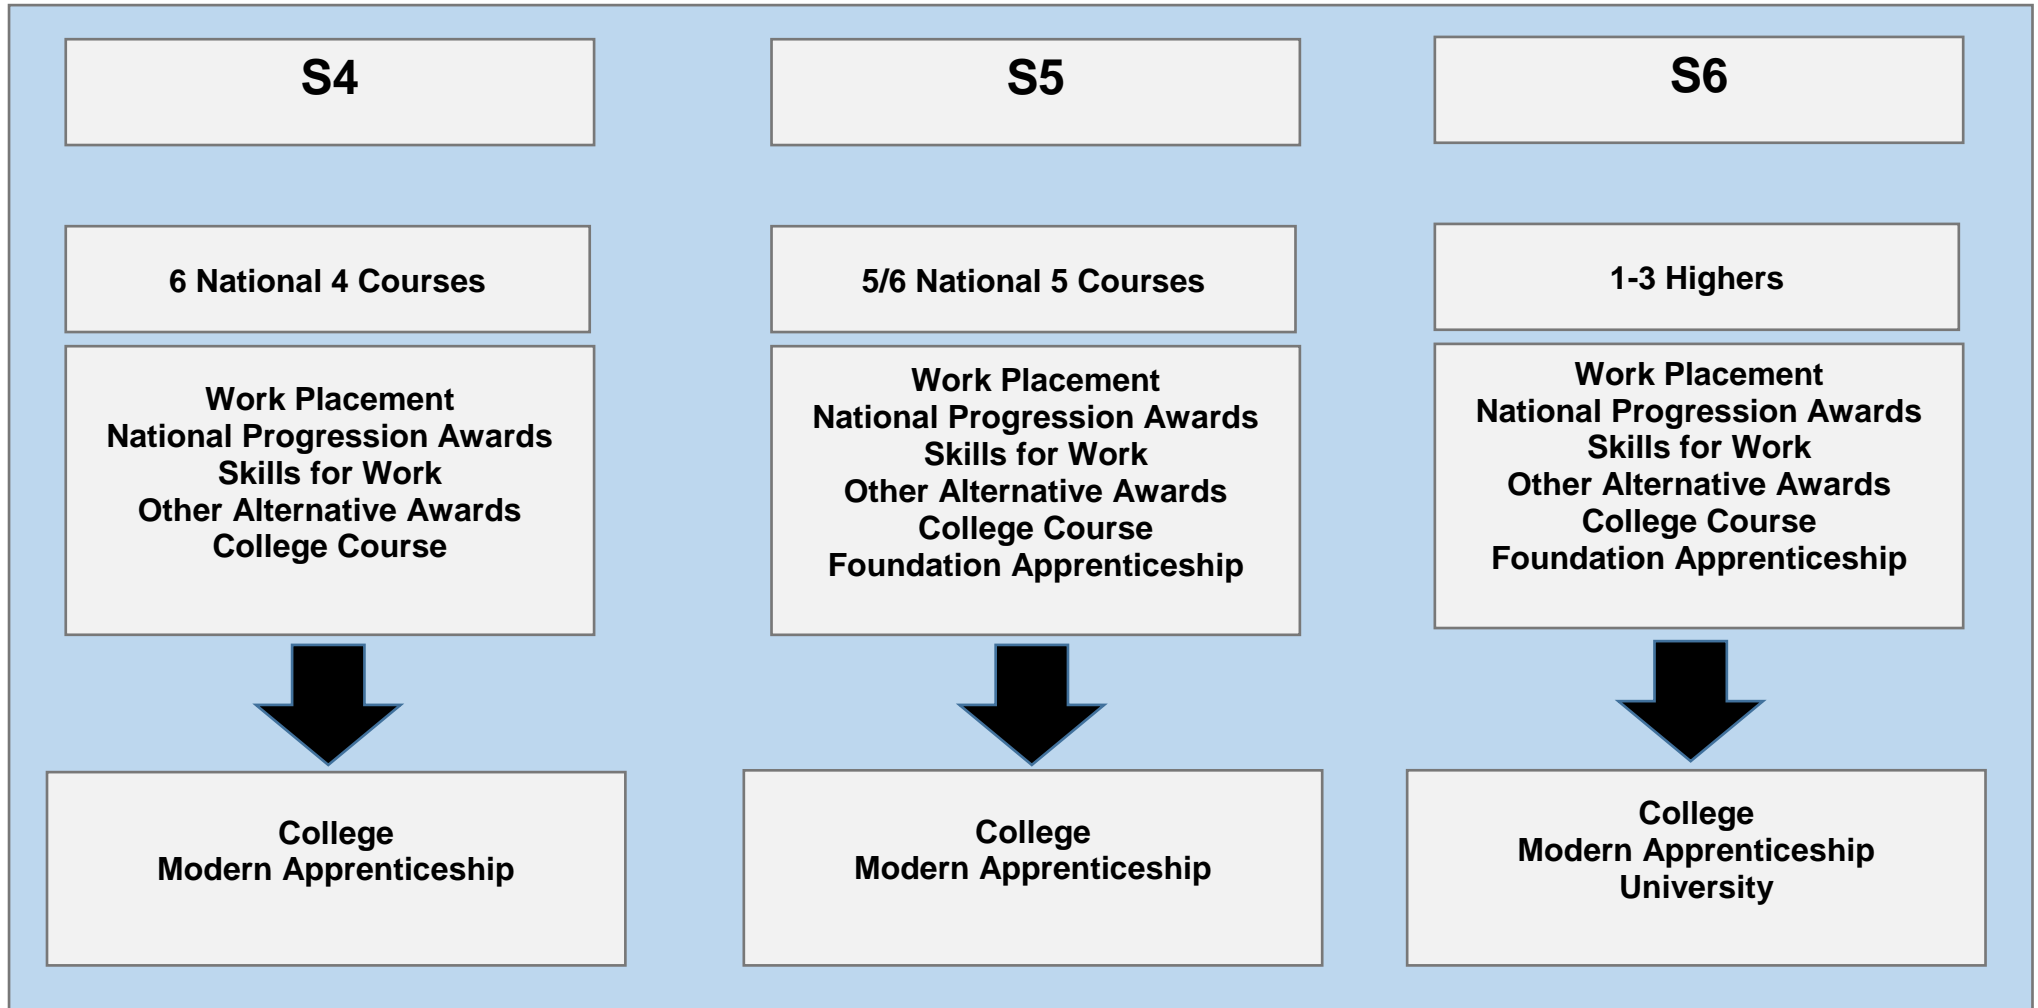 S4
6 National 4 Courses
Work Placement
National Progression Awards
Skills for Work
Other Alternative Awards
College Course
College
Modern Apprenticeship
S5
5/6 National 5 Courses
Work Placement
National Progression Awards
Skills for Work
Other Alternative Awards
College Course
Foundation Apprenticeship
College
Modern Apprenticeship
S6
1-3 Highers
Work Placement
National Progression Awards
Skills for Work
Other Alternative Awards
College Course
Foundation Apprenticeship
College
Modern Apprenticeship
University